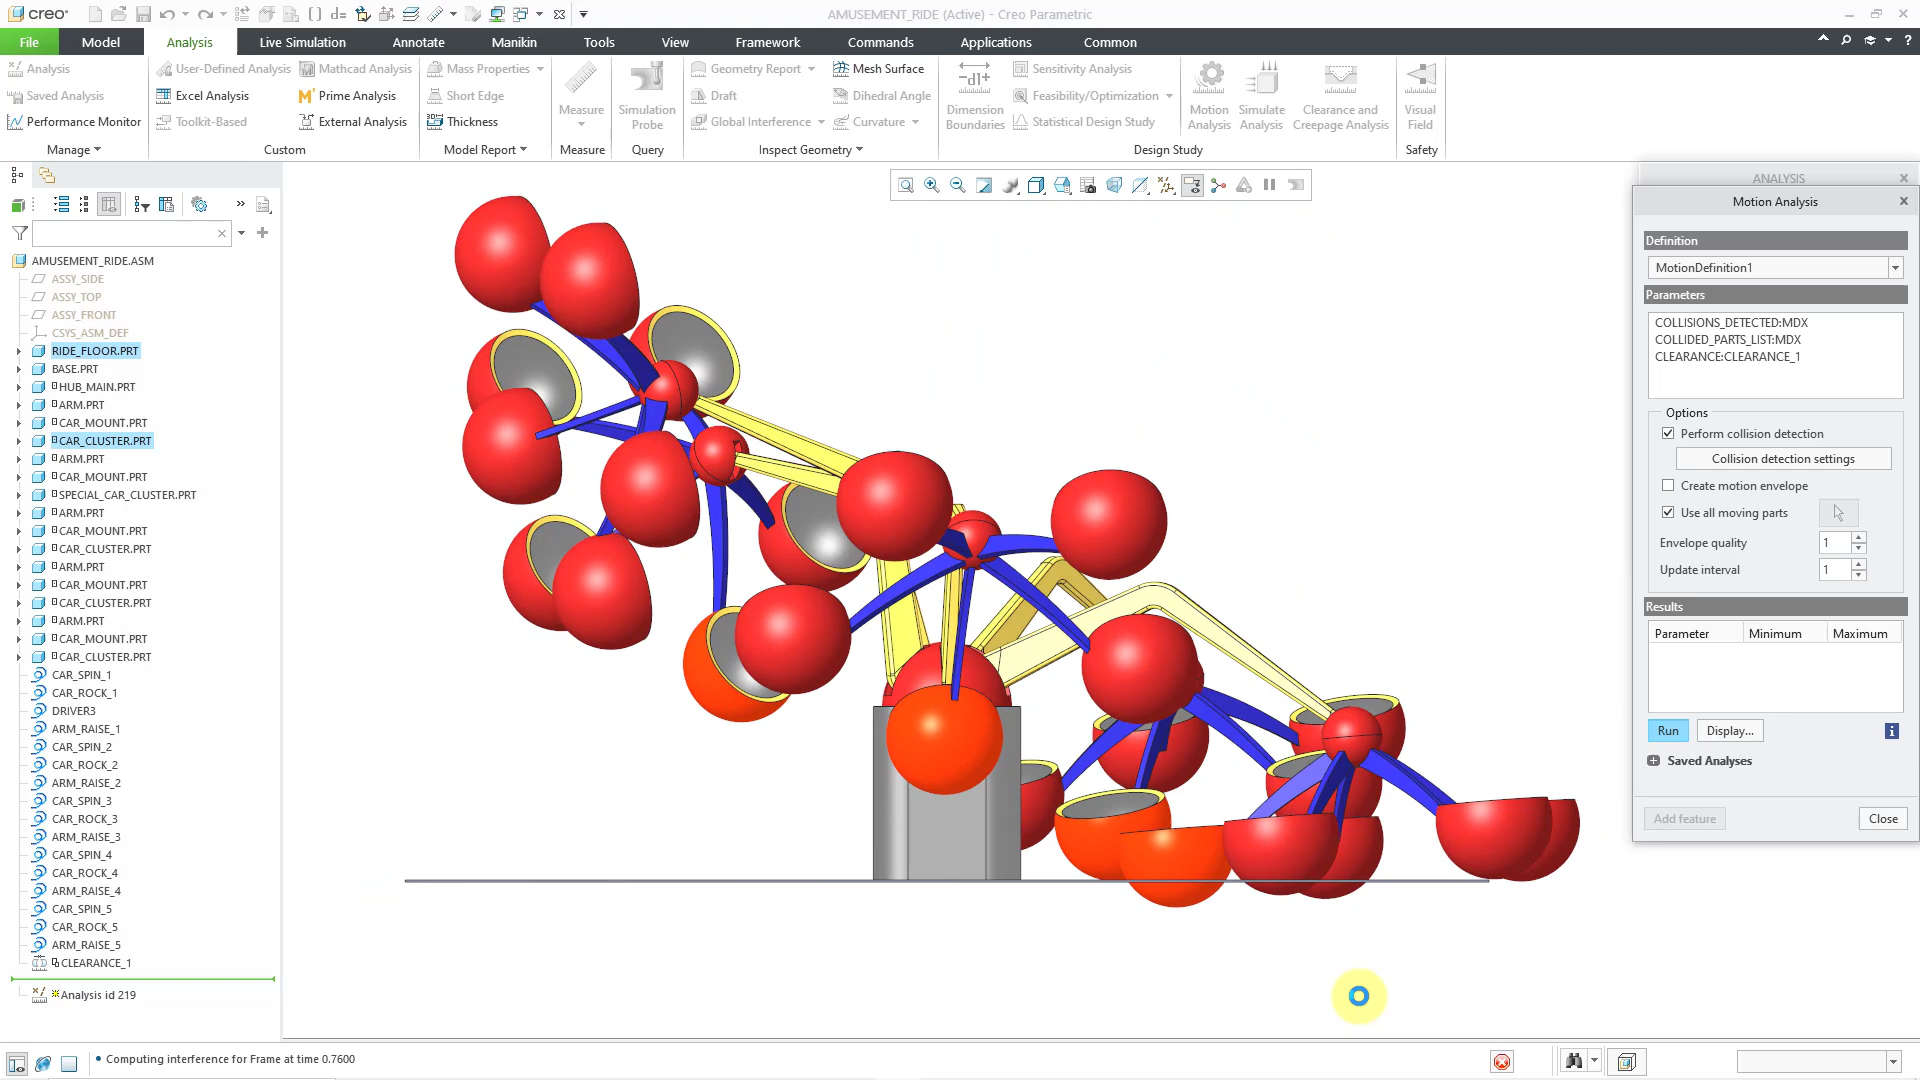 creo
AMUSEMENT_RIDE (Active) - Creo Parametric
File Model Analysis Live Simulation Annotate Manikin Tools View Framework Commands Applications Common
Analysis
Saved Analysis
Performance Monitor
Manage
User-Defined Analysis
Excel Analysis
Toolkit-Based
Mathcad Analysis
Prime Analysis
External Analysis
Custom
Mass Properties
Short Edge
Thickness
Model Report
Measure
Measure
Simulation
Probe
Query
Geometry Report
Draft
Global Interference
Mesh Surface
Dihedral Angle
Curvature
Inspect Geometry
Dimension
Boundaries
Sensitivity Analysis
Feasibility/Optimization
Statistical Design Study
Motion
Analysis
Simulate
Analysis
Clearance and
Creepage Analysis
Design Study
Visual
Field
Safety
AMUSEMENT_RIDE.ASM
ASSY_SIDE
ASSY_TOP
ASSY_FRONT
CSYS_ASM_DEF
RIDE_FLOOR.PRT
BASE.PRT
HUB_MAIN.PRT
ARM.PRT
CAR_MOUNT.PRT
CAR_CLUSTER.PRT
ARM.PRT
CAR_MOUNT.PRT
SPECIAL_CAR_CLUSTER.PRT
ARM.PRT
CAR_MOUNT.PRT
CAR_CLUSTER.PRT
ARM.PRT
CAR_MOUNT.PRT
CAR_CLUSTER.PRT
ARM.PRT
CAR_MOUNT.PRT
CAR_CLUSTER.PRT
CAR_SPIN_1
CAR_ROCK_1
DRIVER3
ARM_RAISE_1
CAR_SPIN_2
CAR_ROCK_2
ARM_RAISE_2
CAR_SPIN_3
CAR_ROCK_3
ARM_RAISE_3
CAR_SPIN_4
CAR_ROCK_4
ARM_RAISE_4
CAR_SPIN_5
CAR_ROCK_5
ARM_RAISE_5
CLEARANCE_1
Analysis id 219
ANALYSIS
Motion Analysis
Definition
MotionDefinition1
Parameters
COLLISIONS_DETECTED:MDX
COLLIDED_PARTS_LIST:MDX
CLEARANCE:CLEARANCE_1
Options
Perform collision detection
Collision detection settings
Create motion envelope
Use all moving parts
Envelope quality 1
Update interval 1
Results
Parameter Minimum Maximum
Run Display...
Saved Analyses
Add feature Close
Computing interference for Frame at time 0.7600